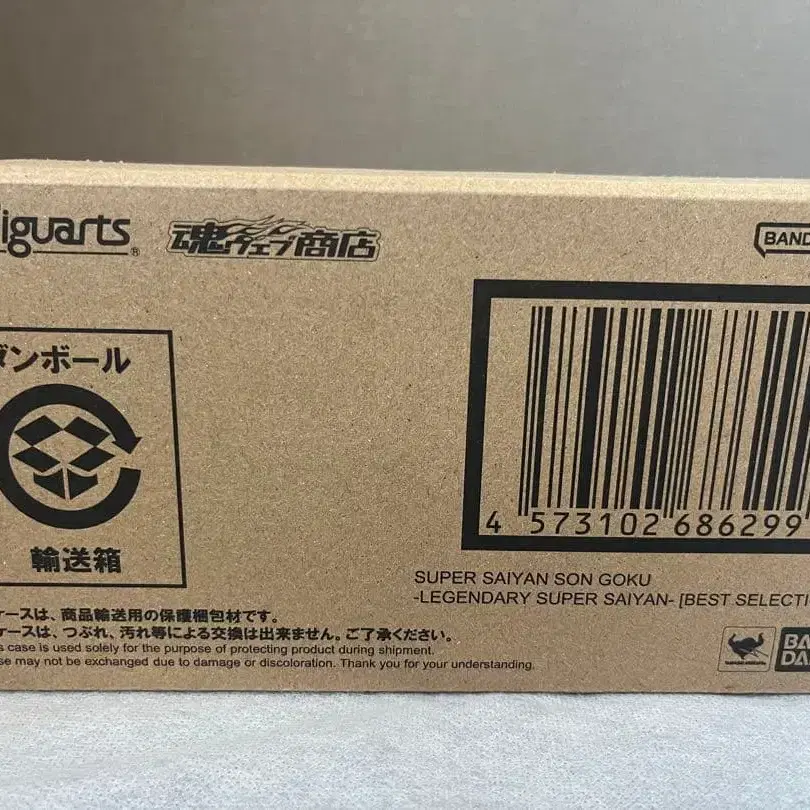 iguarts®
魂ウェブ商店
BAND
ダンボール
輸送箱
4 573102 686299
SUPER SAIYAN SON GOKU
-LEGENDARY SUPER SAIYAN- [BEST SELECTI
ケースは、商品輸送用の保護梱包材です。
ケースは、つぶれ、汚れ等による交換は出来ません。ご了承ください。
s case is used solely for the purpose of protecting product during shipment.
se may not be exchanged due to damage or discoloration. Thank you for your understanding.
BAN
DAI